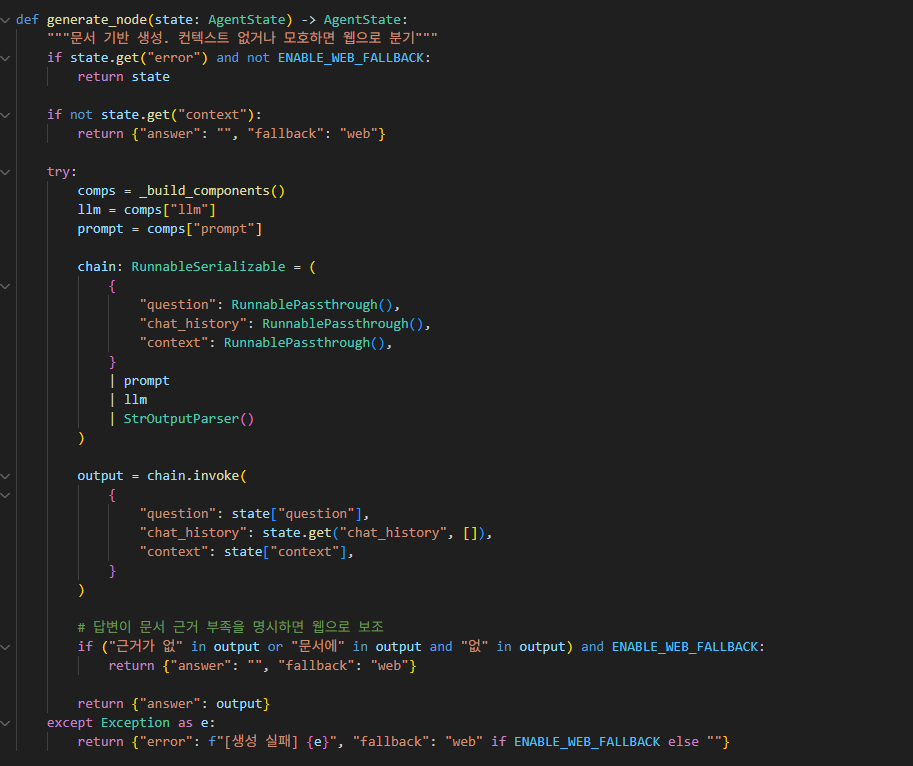 def generate_node(state: AgentState) -> AgentState:
    """문서 기반 생성. 컨텍스트 없거나 모호하면 웹으로 분기"""
    if state.get("error") and not ENABLE_WEB_FALLBACK:
        return state

    if not state.get("context"):
        return {"answer": "", "fallback": "web"}

    try:
        comps = _build_components()
        llm = comps["llm"]
        prompt = comps["prompt"]

        chain: RunnableSerializable = (
            {
                "question": RunnablePassthrough(),
                "chat_history": RunnablePassthrough(),
                "context": RunnablePassthrough(),
            }
            | prompt
            | llm
            | StrOutputParser()
        )

        output = chain.invoke(
            {
                "question": state["question"],
                "chat_history": state.get("chat_history", []),
                "context": state["context"],
            }
        )

        # 답변이 문서 근거 부족을 명시하면 웹으로 보조
        if ("근거가 없" in output or "문서에" in output and "없" in output) and ENABLE_WEB_FALLBACK:
            return {"answer": "", "fallback": "web"}

        return {"answer": output}
    except Exception as e:
        return {"error": f"[생성 실패] {e}", "fallback": "web" if ENABLE_WEB_FALLBACK else ""}